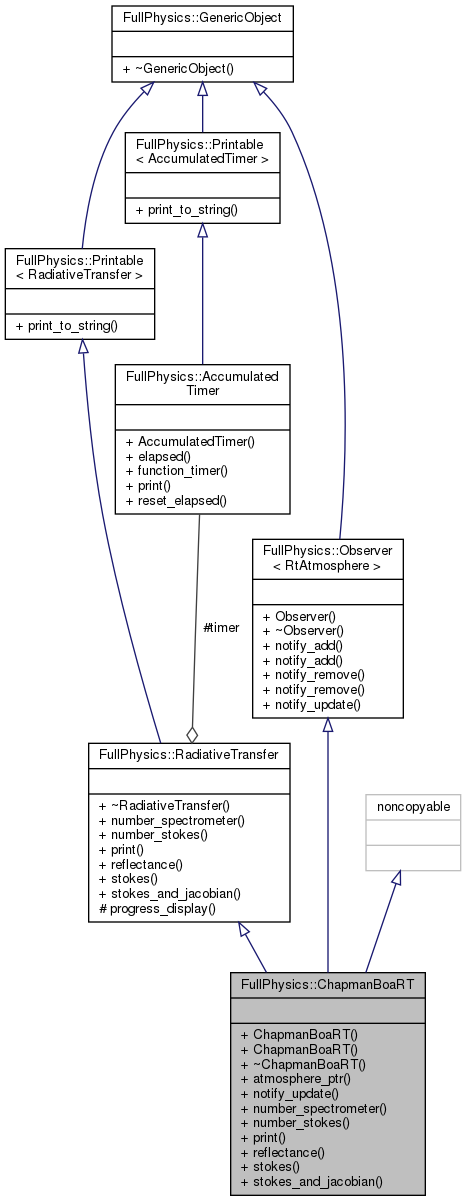 FullPhysics::GenericObject
+ ~GenericObject()
FullPhysics::Printable
< AccumulatedTimer >
+ print_to_string()
FullPhysics::Printable
< RadiativeTransfer >
+ print_to_string()
FullPhysics::Accumulated
Timer
+ AccumulatedTimer()
+ elapsed()
+ function_timer()
+ print()
+ reset_elapsed()
FullPhysics::Observer
< RtAtmosphere >
+ Observer()
+ ~Observer()
+ notify_add()
+ notify_add()
+ notify_remove()
+ notify_remove()
+ notify_update()
#timer
FullPhysics::RadiativeTransfer
+ ~RadiativeTransfer()
+ number_spectrometer()
+ number_stokes()
+ print()
+ reflectance()
+ stokes()
+ stokes_and_jacobian()
# progress_display()
noncopyable
FullPhysics::ChapmanBoaRT
+ ChapmanBoaRT()
+ ChapmanBoaRT()
+ ~ChapmanBoaRT()
+ atmosphere_ptr()
+ notify_update()
+ number_spectrometer()
+ number_stokes()
+ print()
+ reflectance()
+ stokes()
+ stokes_and_jacobian()